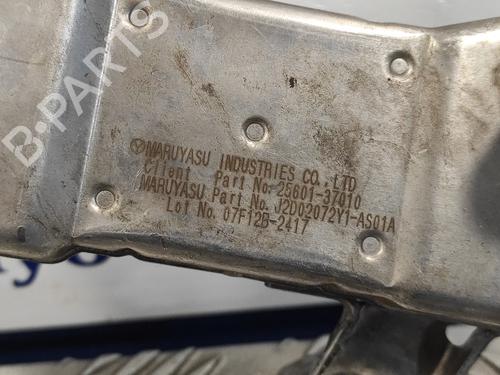 B-PARTS
MARUYASU INDUSTRIES CO., LTD
Client Part No: 25601-37010
MARUYASU Part No. J2D02072Y1-AS01A
Lot No. 07F12B-2417